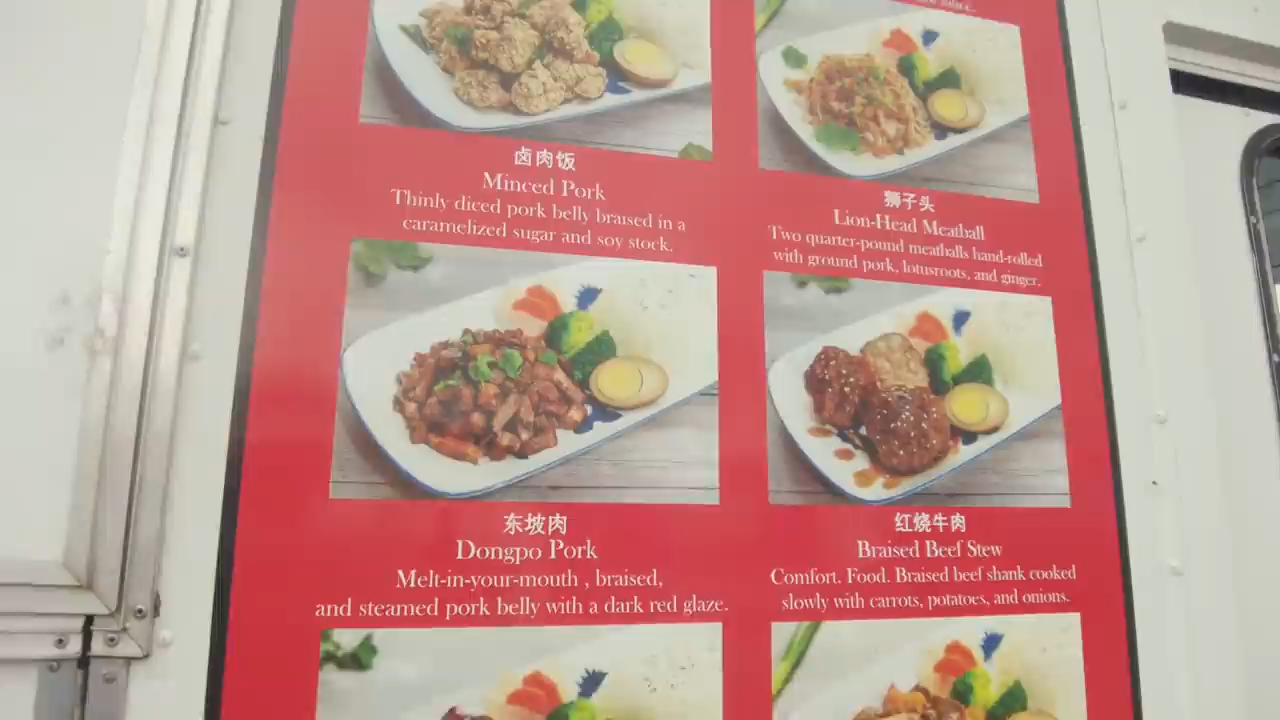 卤肉饭
Minced Pork
Thinly diced pork belly braised in a
caramelized sugar and soy stock.
狮子头
Lion-Head Meatball
Two quarter-pound meatballs hand-rolled
with ground pork, lotusroots, and ginger.
东坡肉
Dongpo Pork
Melt-in-your-mouth , braised,
and steamed pork belly with a dark red glaze.
红烧牛肉
Braised Beef Stew
Comfort. Food. Braised beef shank cooked
slowly with carrots, potatoes, and onions.